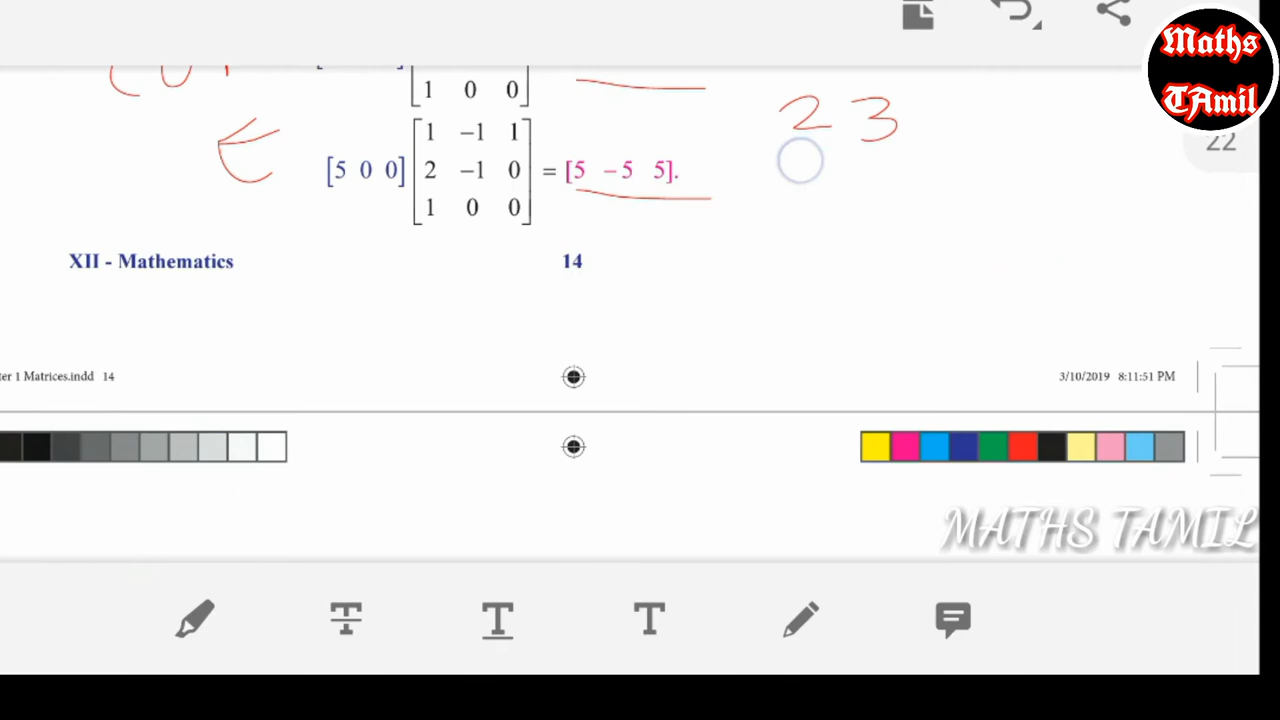 Maths
TAmil
1 0 0
2 3
22
1 −1 1
[5 0 0] 2 −1 0 = [5 −5 5].
1 0 0
XII - Mathematics 14
ter 1 Matrices.indd 14 3/10/2019 8:11:51 PM
MATHS TAMIL
T T T